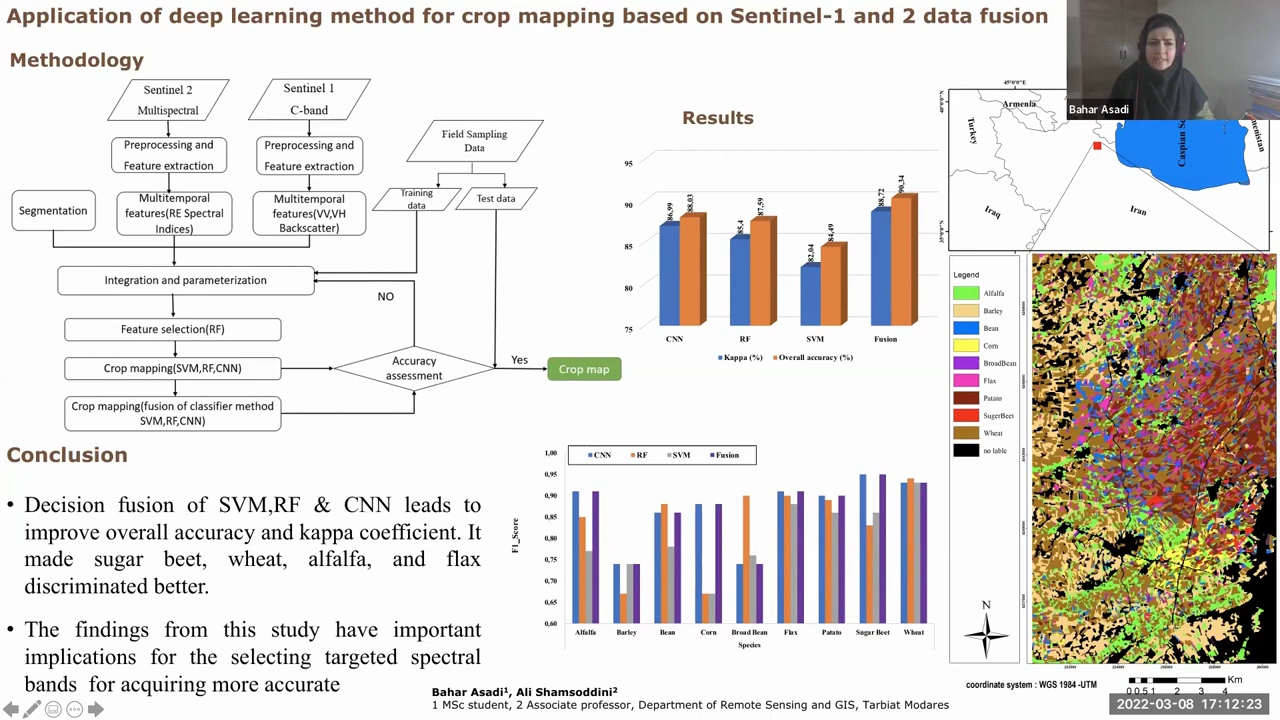 Application of deep learning method for crop mapping based on Sentinel-1 and 2 data fusion
Bahar Asadi
Methodology
Sentinel 2
Multispectral
Sentinel 1
C-band
Field Sampling
Data
Preprocessing and
Feature extraction
Preprocessing and
Feature extraction
Training
data
Test data
Segmentation
Multitemporal
features(RE Spectral
Indices)
Multitemporal
features(VV,VH
Backscatter)
Integration and parameterization
NO
Feature selection(RF)
Crop mapping(SVM,RF,CNN)
Accuracy
assessment
Yes
Crop map
Crop mapping(fusion of classifier method
SVM,RF,CNN)
Results
95
90
85
80
75
86,99
88,03
85,4
87,59
82,04
84,49
88,72
90,34
CNN
RF
SVM
Fusion
Kappa (%)
Overall accuracy (%)
45°0'0"E
Armenia
Turkey
Caspian
Iraq
Iran
Legend
Alfalfa
Barley
Bean
Corn
BroadBean
Flax
Patato
SugerBeet
Wheat
no lable
N
coordinate system : WGS 1984 -UTM
Km
0 0.5 1 2 3 4
Conclusion
• Decision fusion of SVM,RF & CNN leads to
improve overall accuracy and kappa coefficient. It
made sugar beet, wheat, alfalfa, and flax
discriminated better.
• The findings from this study have important
implications for the selecting targeted spectral
bands for acquiring more accurate
CNN
RF
SVM
Fusion
1,00
0,95
0,90
0,85
0,80
0,75
0,70
0,65
0,60
F1_Score
Alfalfa
Barley
Bean
Corn
Broad Bean
Flax
Patato
Sugar Beet
Wheat
Species
Bahar Asadi¹, Ali Shamsoddini²
1 MSc student, 2 Associate professor, Department of Remote Sensing and GIS, Tarbiat Modares
2022-03-08 17:12:23